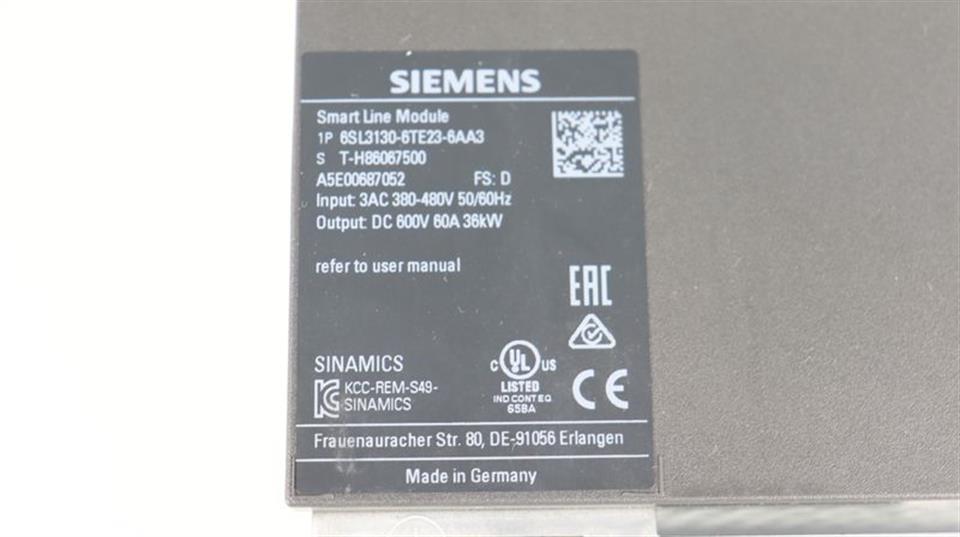 SIEMENS
Smart Line Module
1P 6SL3130-6TE23-6AA3
S T-H86067500
A5E00687052 FS: D
Input: 3AC 380-480V 50/60Hz
Output: DC 600V 60A 36kW
refer to user manual
EAC
SINAMICS
KCC-REM-S49-
SINAMICS
C UL US
LISTED
IND CONT EQ
65BA
CE
Frauenauracher Str. 80, DE-91056 Erlangen
Made in Germany